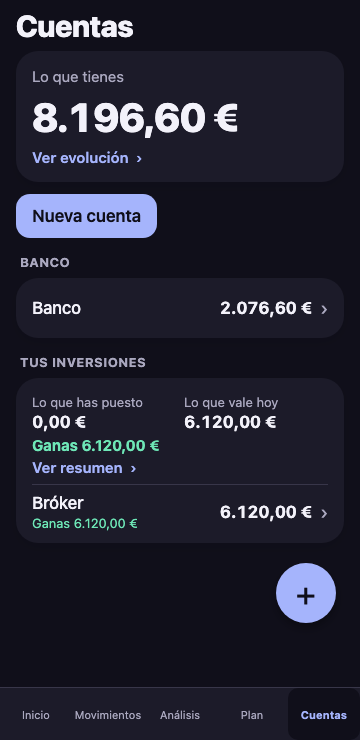 Cuentas
Lo que tienes
8.196,60 €
Ver evolución ›
Nueva cuenta
BANCO
Banco 2.076,60 € ›
TUS INVERSIONES
Lo que has puesto Lo que vale hoy
0,00 € 6.120,00 €
Ganas 6.120,00 €
Ver resumen ›
Bróker 6.120,00 € ›
Ganas 6.120,00 €
+
Inicio Movimientos Análisis Plan Cuentas